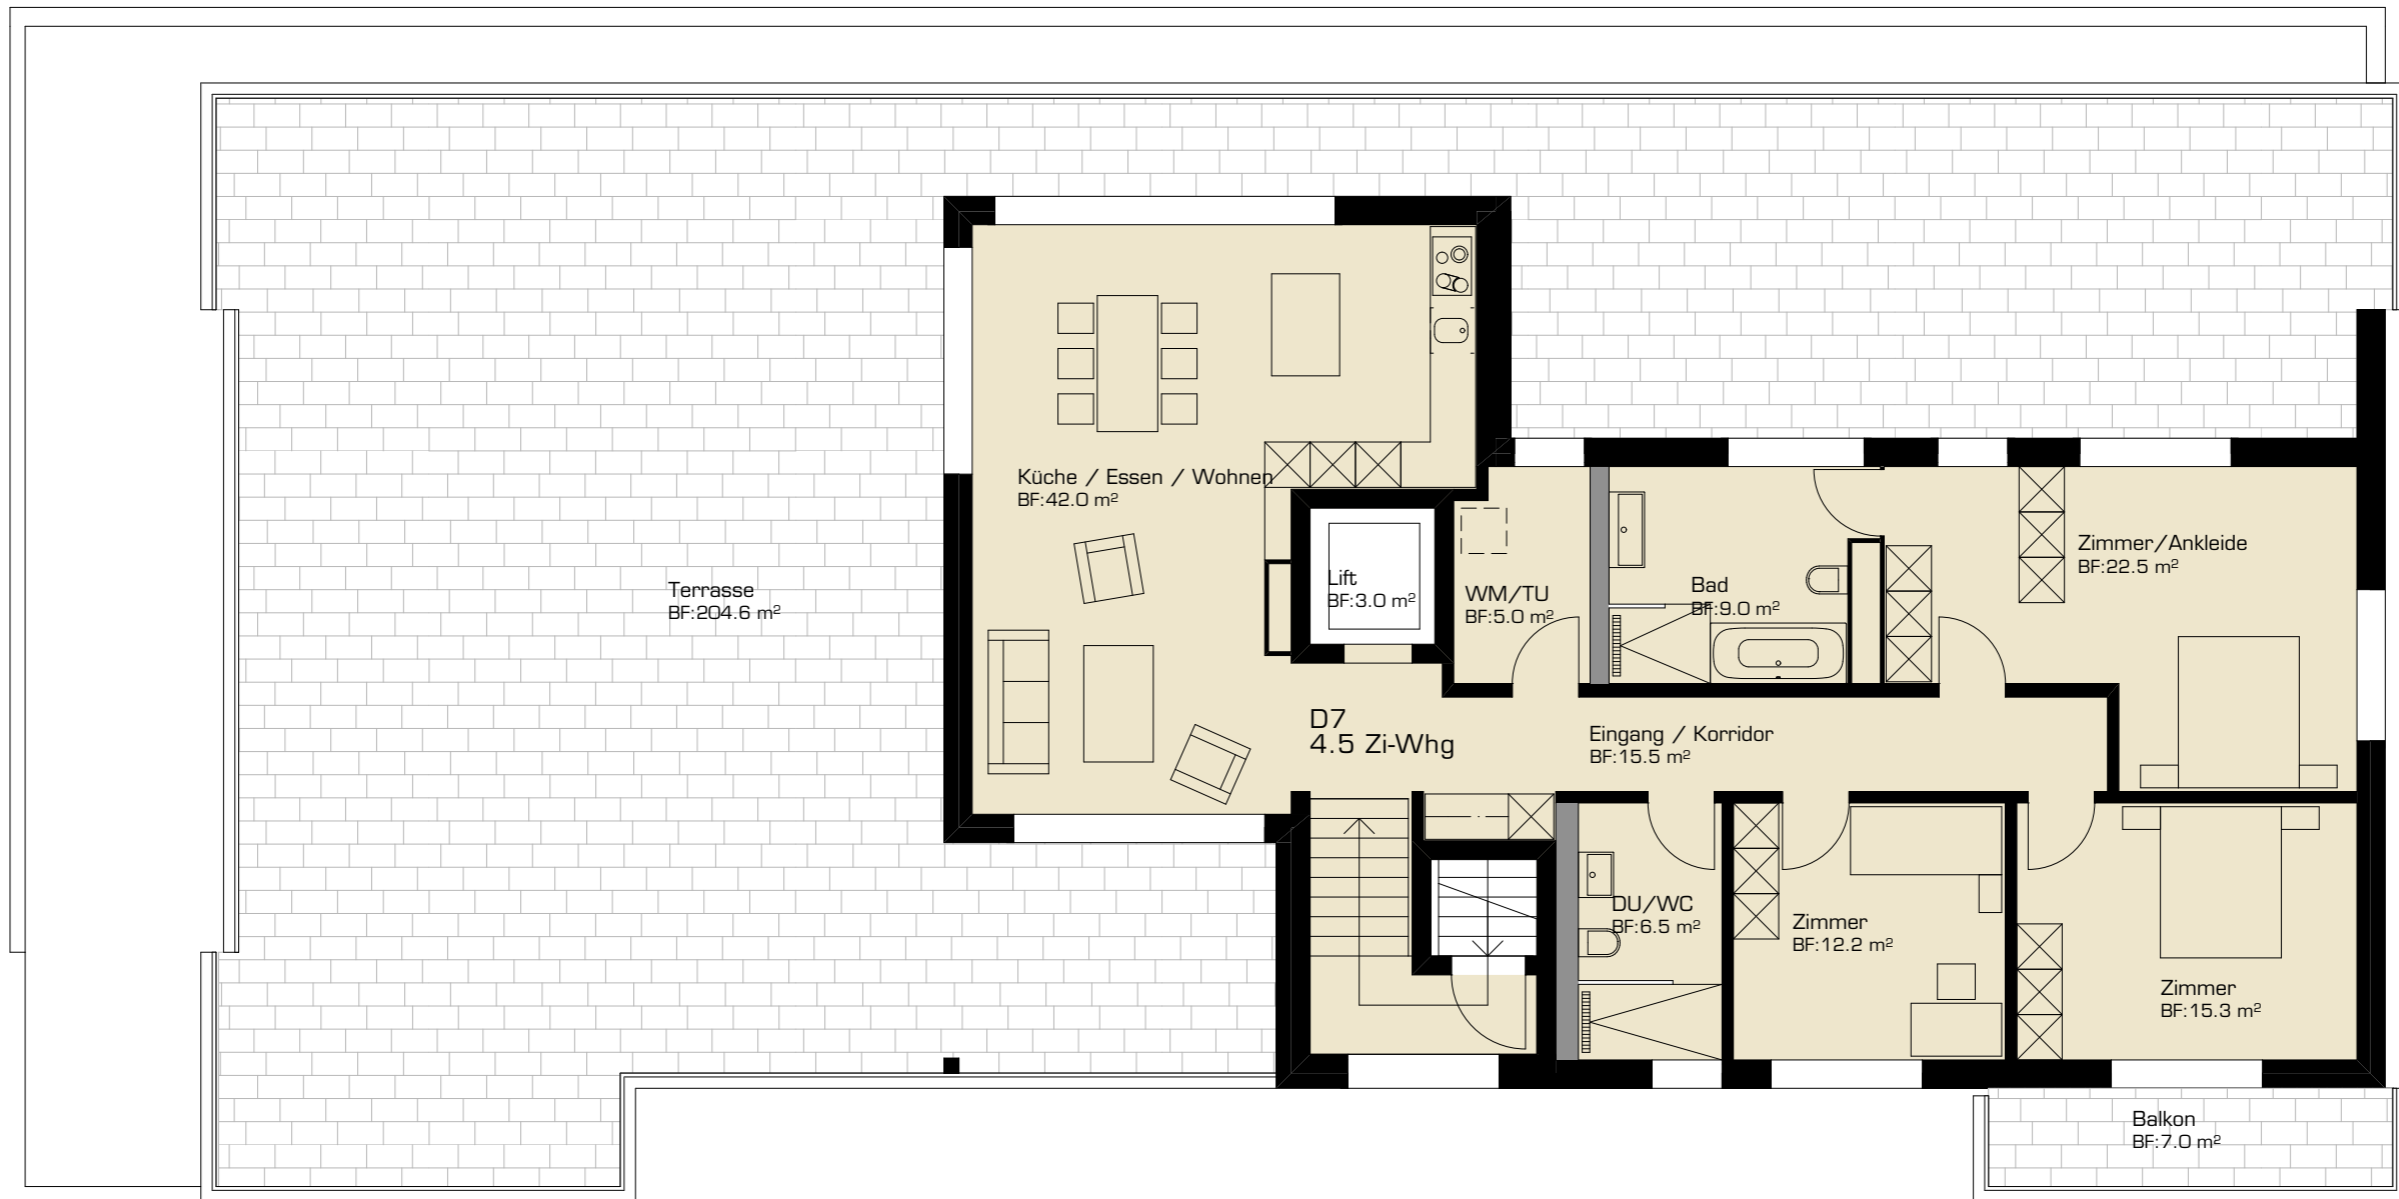 Küche / Essen / Wohnen
BF:42.0 m²
Zimmer/Ankleide
BF:22.5 m²
Lift
BF:3.0 m²
WM/TU
BF:5.0 m²
Bad
BF:9.0 m²
Terrasse
BF:204.6 m²
D7
4.5 Zi-Whg
Eingang / Korridor
BF:15.5 m²
DU/WC
BF:6.5 m²
Zimmer
BF:12.2 m²
Zimmer
BF:15.3 m²
Balkon
BF:7.0 m²